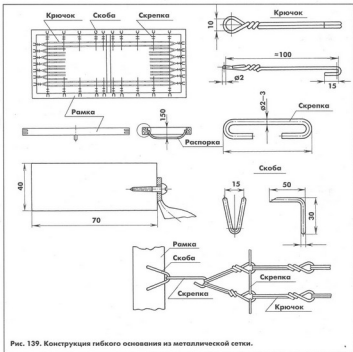 Крючок
Скоба
Скрепка
Крючок
10
≈100
ø2
15
Рамка
150
Распорка
ø2—3
Скрепка
40
70
Скоба
15
50
30
Рамка
Скоба
Скрепка
Скрепка
Крючок
Рис. 139. Конструкция гибкого основания из металлической сетки.